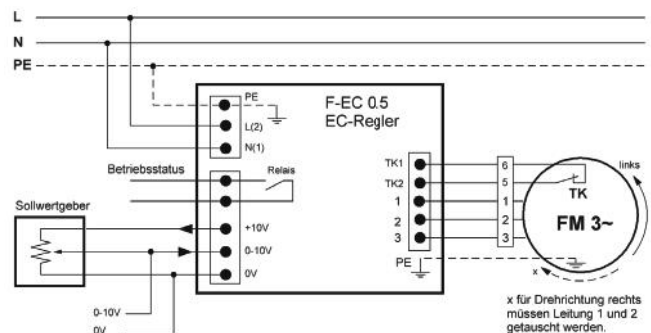 L
N
PE
PE
L(2)
N(1)
F-EC 0.5
EC-Regler
Betriebsstatus
Relais
Sollwertgeber
+10V
0-10V
0V
0-10V
0V
TK1
TK2
1
2
3
PE
6
5
1
2
3
TK
FM 3~
links
x
x für Drehrichtung rechts
müssen Leitung 1 und 2
getauscht werden.